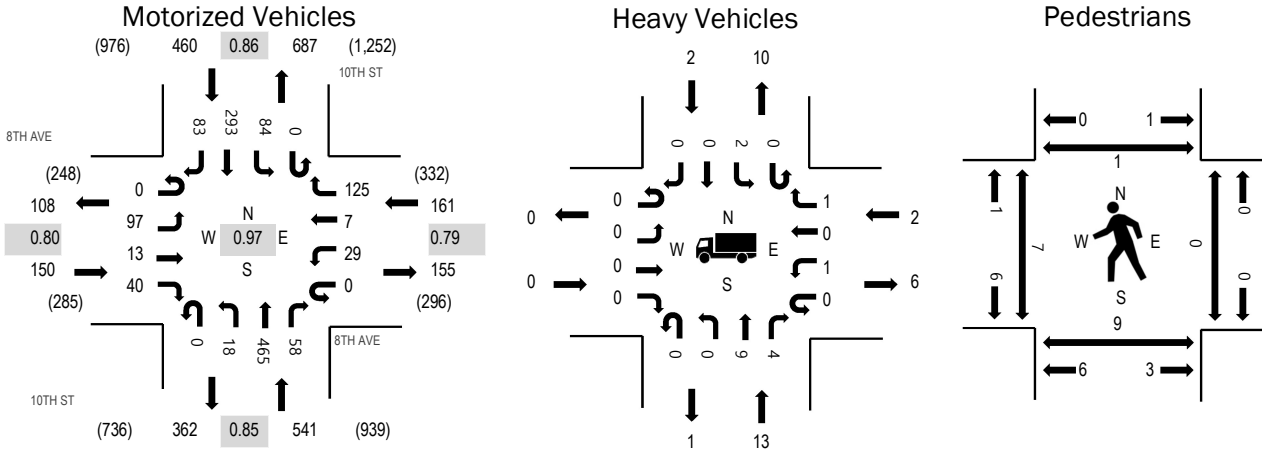 Motorized Vehicles
(976) 460 0.86 687 (1,252)
10TH ST
8TH AVE
83 293 84 0
(248)
108
0.80
150
(285)
0
97
13
40
N
W 0.97 E
S
125
7
29
0
(332)
161
0.79
155
(296)
0 18 465 58
8TH AVE
10TH ST
(736) 362 0.85 541 (939)
Heavy Vehicles
2 10
0 0 2 0
0
0
0
0
0
0
N
W E
S
1
0
1
0
2
6
0 0 9 4
1 13
Pedestrians
0 1
1
1
7
6
N
W E
S
0
0
0
9
6 3